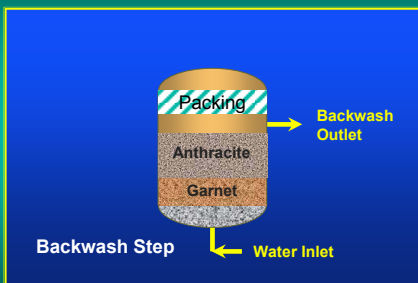 Packing
Backwash
Outlet
Anthracite
Garnet
Backwash Step
Water Inlet